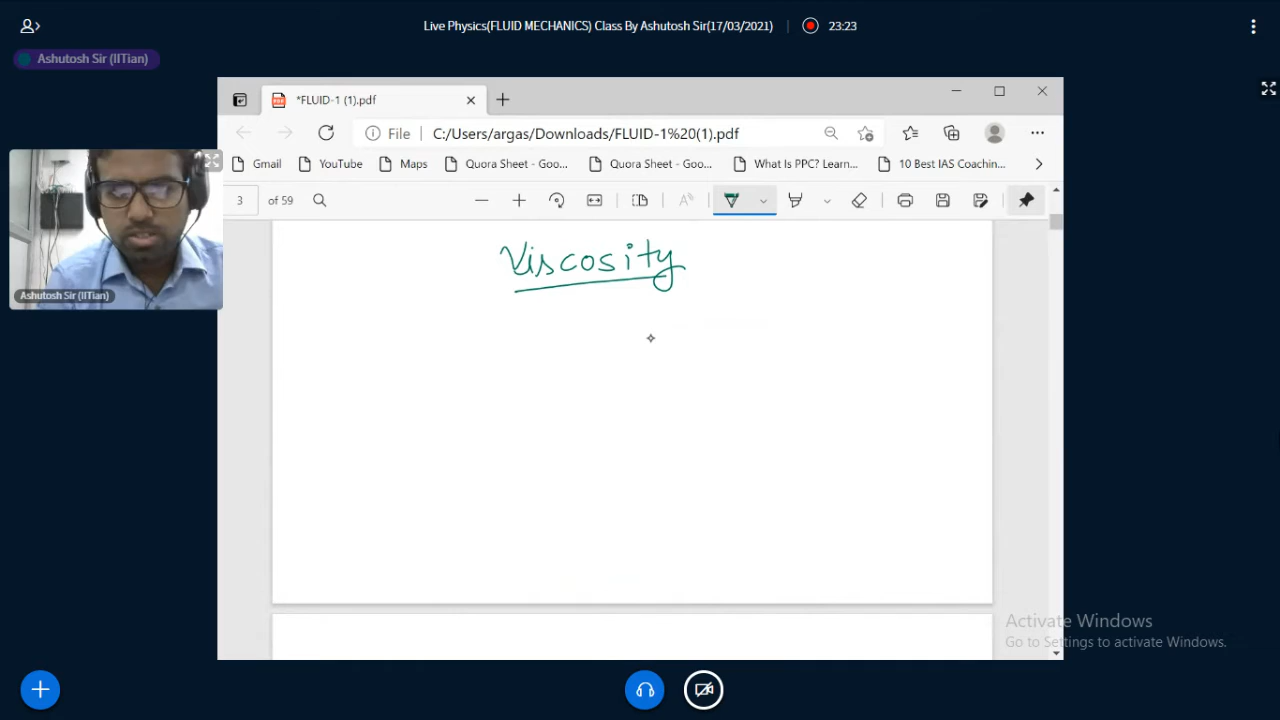 Live Physics(FLUID MECHANICS) Class By Ashutosh Sir(17/03/2021) 23:23
Ashutosh Sir (IITian)
*FLUID-1 (1).pdf
File C:/Users/argas/Downloads/FLUID-1%20(1).pdf
Gmail YouTube Maps Quora Sheet - Goo... Quora Sheet - Goo... What Is PPC? Learn... 10 Best IAS Coachin...
3 of 59
Viscosity
Ashutosh Sir (IITian)
Activate Windows
Go to Settings to activate Windows.